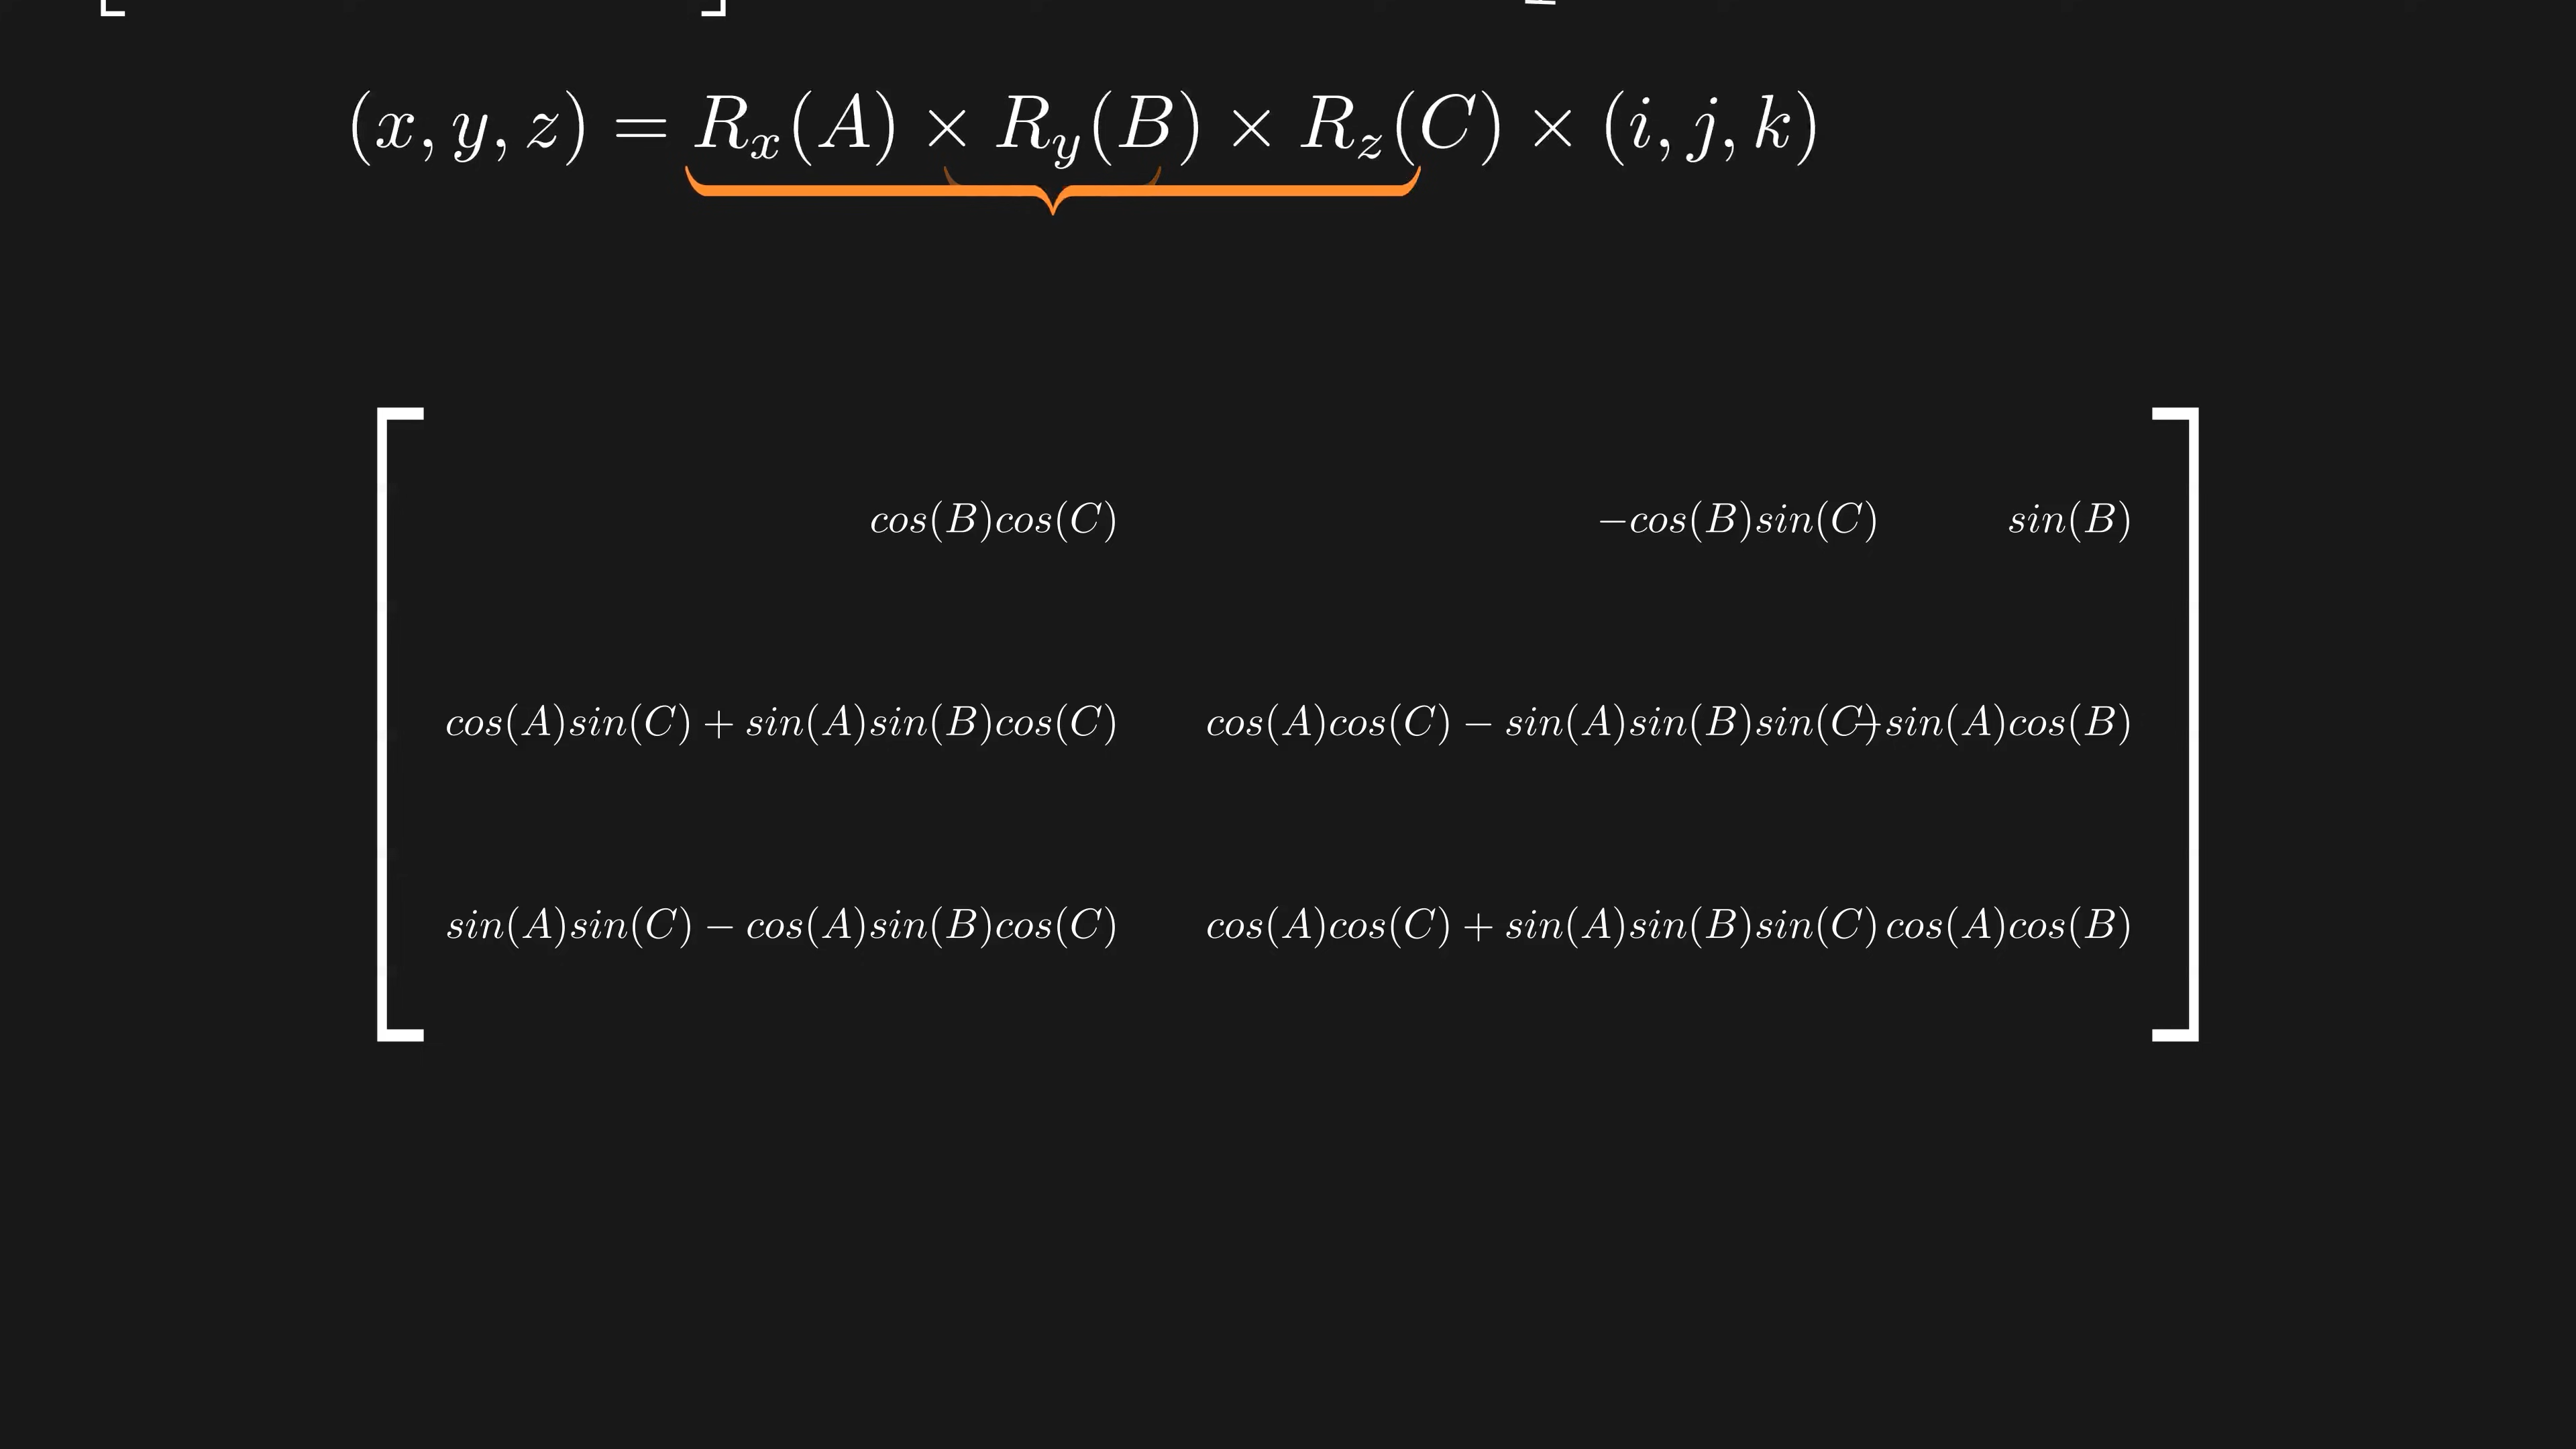 (x, y, z) = Rₓ(A) × R_y(B) × R_z(C) × (i, j, k)
cos(B)cos(C) −cos(B)sin(C) sin(B)
cos(A)sin(C) + sin(A)sin(B)cos(C) cos(A)cos(C) − sin(A)sin(B)sin(C) −sin(A)cos(B)
sin(A)sin(C) − cos(A)sin(B)cos(C) cos(A)cos(C) + sin(A)sin(B)sin(C) cos(A)cos(B)